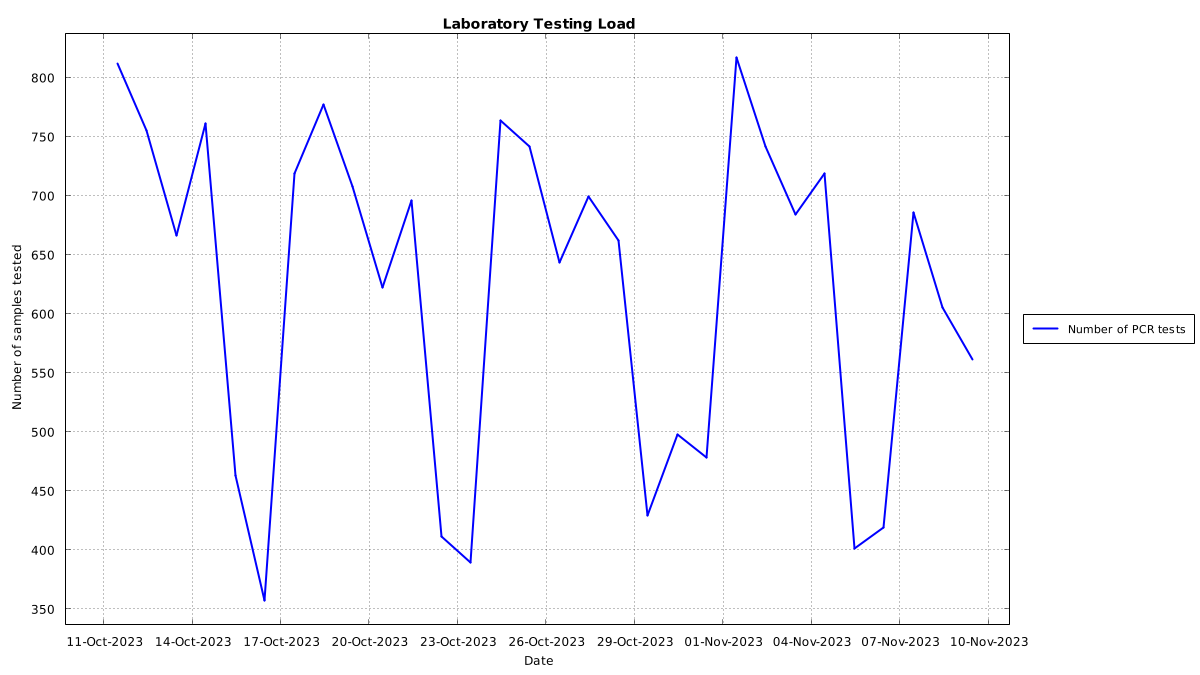 Laboratory Testing Load
Number of samples tested
800
750
700
650
600
550
500
450
400
350
11-Oct-2023 14-Oct-2023 17-Oct-2023 20-Oct-2023 23-Oct-2023 26-Oct-2023 29-Oct-2023 01-Nov-2023 04-Nov-2023 07-Nov-2023 10-Nov-2023
Date
Number of PCR tests